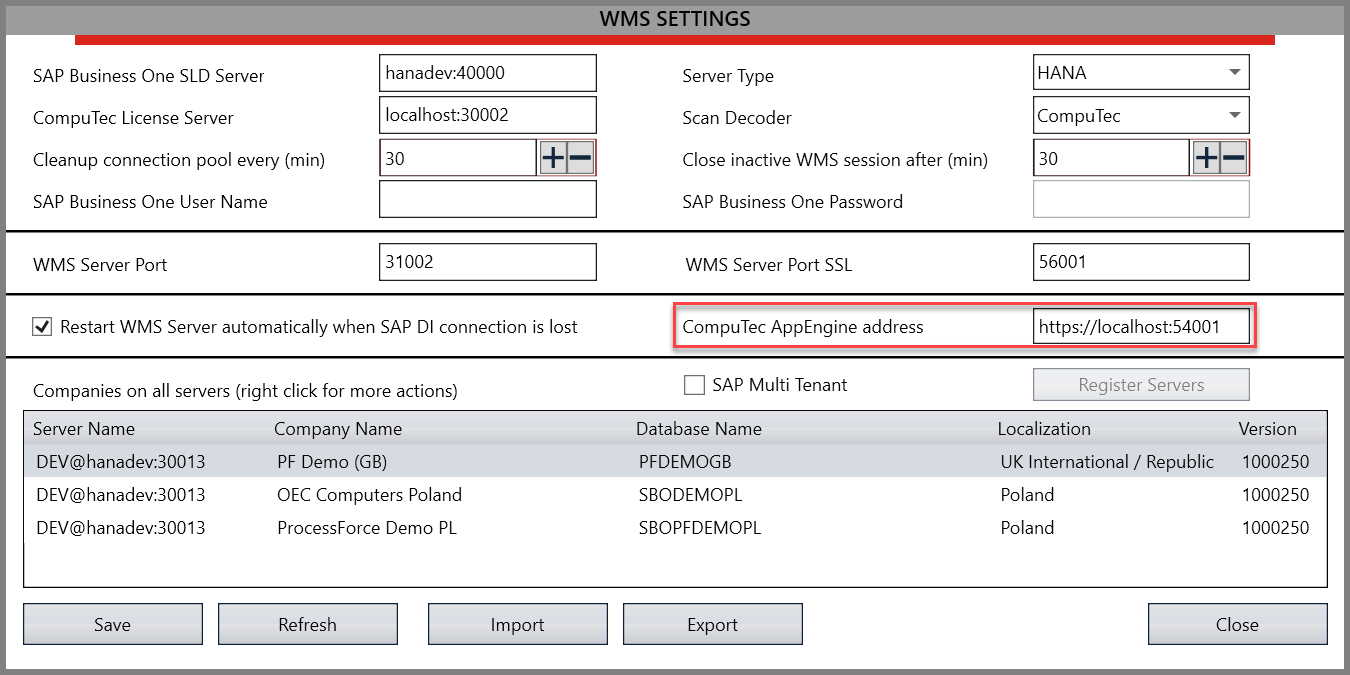 WMS SETTINGS
SAP Business One SLD Server hanadev:40000 Server Type HANA
CompuTec License Server localhost:30002 Scan Decoder CompuTec
Cleanup connection pool every (min) 30 Close inactive WMS session after (min) 30
SAP Business One User Name SAP Business One Password
WMS Server Port 31002 WMS Server Port SSL 56001
Restart WMS Server automatically when SAP DI connection is lost CompuTec AppEngine address https://localhost:54001
Companies on all servers (right click for more actions) SAP Multi Tenant Register Servers
Server Name Company Name Database Name Localization Version
DEV@hanadev:30013 PF Demo (GB) PFDEMOGB UK International / Republic 1000250
DEV@hanadev:30013 OEC Computers Poland SBODEMOPL Poland 1000250
DEV@hanadev:30013 ProcessForce Demo PL SBOPFDEMOPL Poland 1000250
Save Refresh Import Export Close